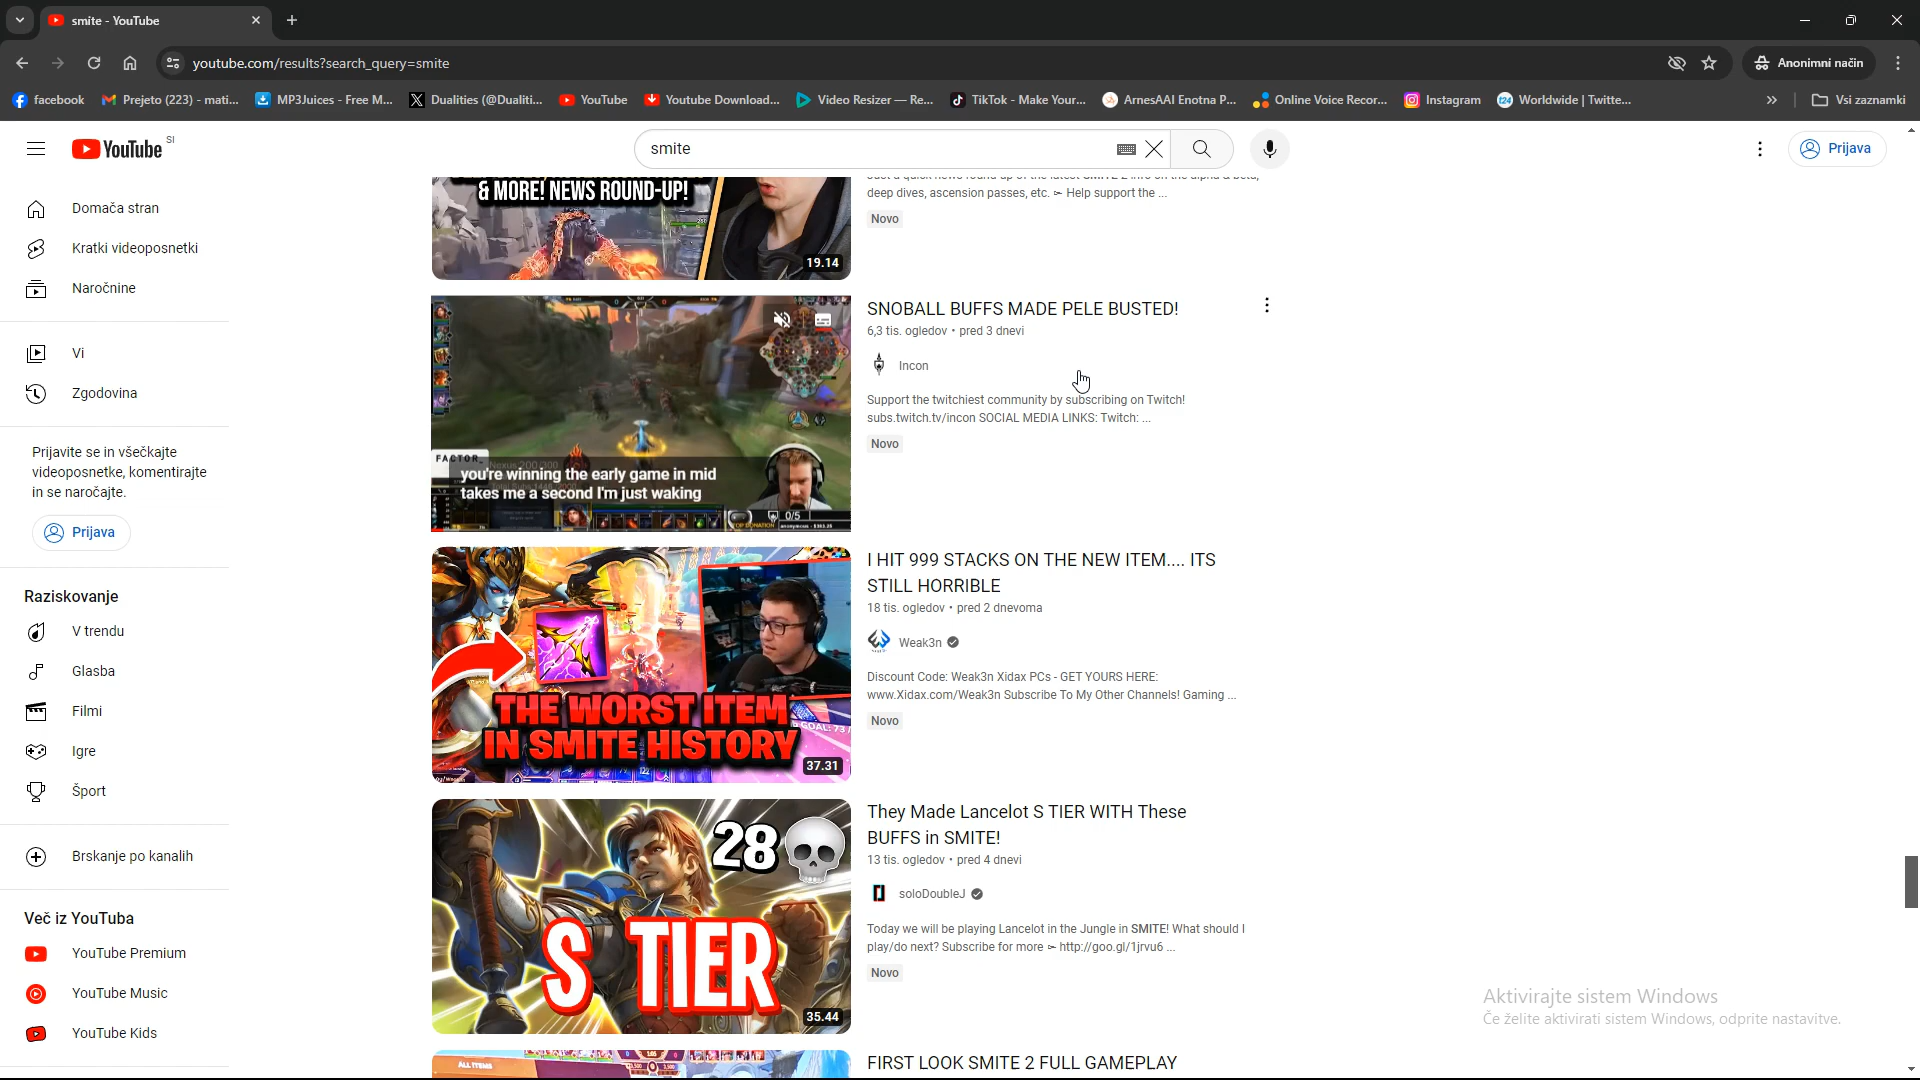 smite - YouTube
youtube.com/results?search_query=smite
Anonimni način
facebook
Prejeto (223) - mati...
MP3Juices - Free M...
Dualities (@Dualiti...
YouTube
Youtube Download...
Video Resizer — Re...
TikTok - Make Your...
ArnesAAI Enotna P...
Online Voice Recor...
Instagram
Worldwide | Twitte...
Vsi zaznamki
YouTube SI
smite
Prijava
Domača stran
Kratki videoposnetki
Naročnine
Vi
Zgodovina
Prijavite se in všečkajte
videoposnetke, komentirajte
in se naročajte.
Prijava
Raziskovanje
V trendu
Glasba
Filmi
Igre
Šport
Brskanje po kanalih
Več iz YouTuba
YouTube Premium
YouTube Music
YouTube Kids
& MORE! NEWS ROUND-UP!
19.14
deep dives, ascension passes, etc. ➣ Help support the ...
Novo
FACTOR_
you're winning the early game in mid
takes me a second I'm just waking
0/5
SNOBALL BUFFS MADE PELE BUSTED!
6,3 tis. ogledov • pred 3 dnevi
Incon
Support the twitchiest community by subscribing on Twitch!
subs.twitch.tv/incon SOCIAL MEDIA LINKS: Twitch: ...
Novo
THE WORST ITEM
IN SMITE HISTORY
37.31
I HIT 999 STACKS ON THE NEW ITEM.... ITS
STILL HORRIBLE
18 tis. ogledov • pred 2 dnevoma
Weak3n
Discount Code: Weak3n Xidax PCs - GET YOURS HERE:
www.Xidax.com/Weak3n Subscribe To My Other Channels! Gaming ...
Novo
28
S TIER
35.44
They Made Lancelot S TIER WITH These
BUFFS in SMITE!
13 tis. ogledov • pred 4 dnevi
soloDoubleJ
Today we will be playing Lancelot in the Jungle in SMITE! What should I
play/do next? Subscribe for more ➣ http://goo.gl/1jrvu6 ...
Novo
ALL ITEMS
FIRST LOOK SMITE 2 FULL GAMEPLAY
Aktivirajte sistem Windows
Če želite aktivirati sistem Windows, odprite nastavitve.